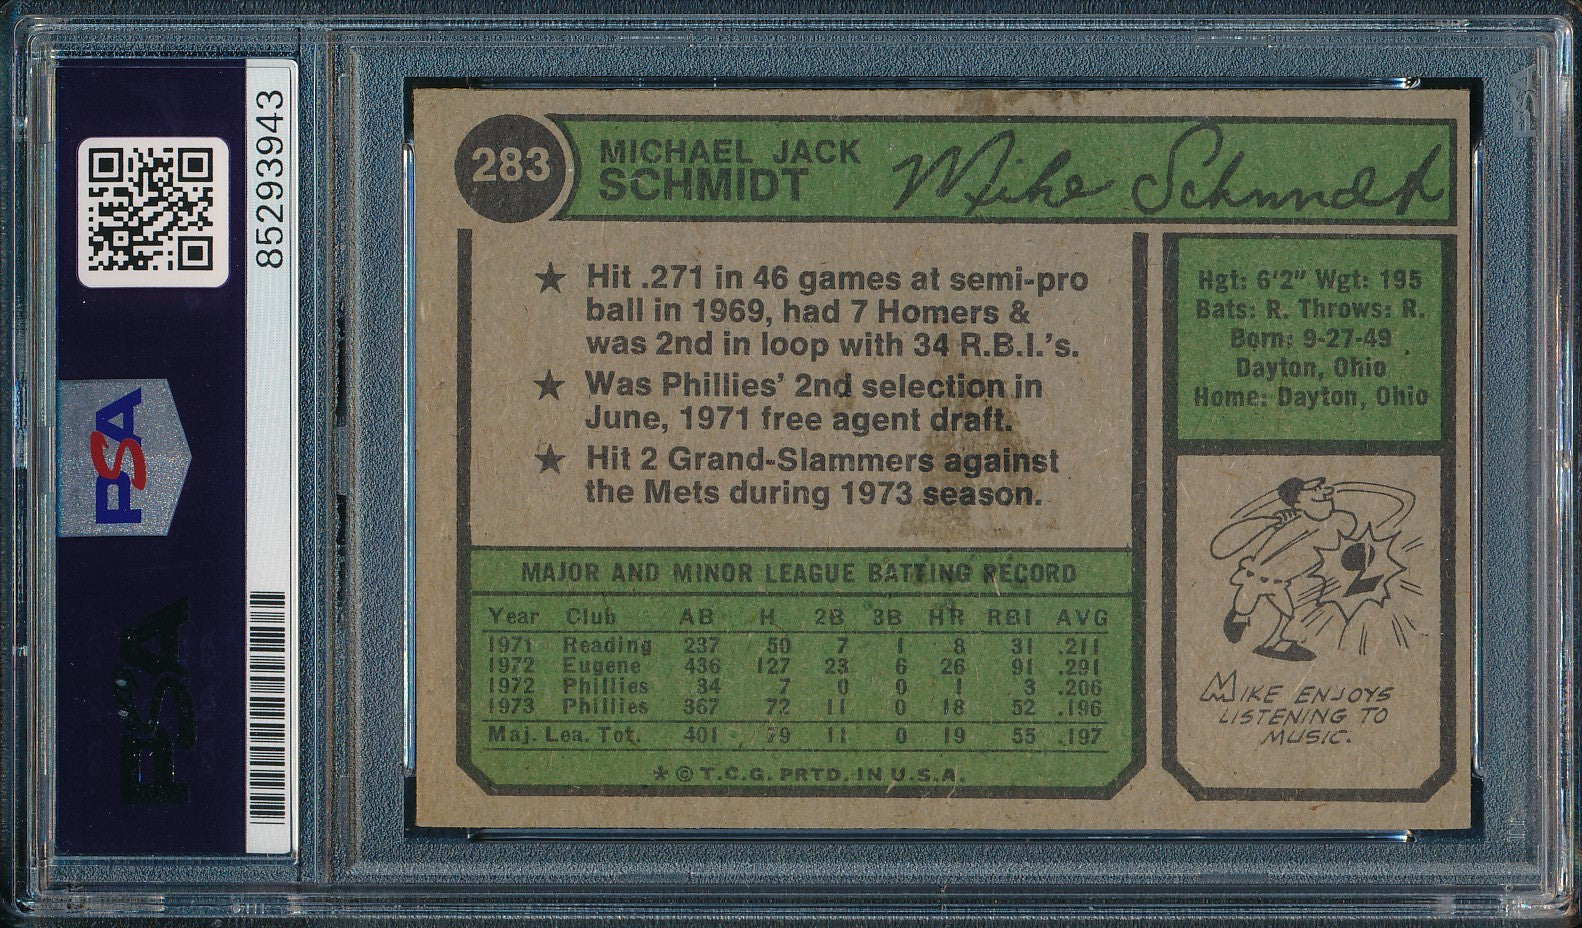 85293943
PSA
PSA
283
MICHAEL JACK
SCHMIDT
Mike Schmidt
★ Hit .271 in 46 games at semi-pro
ball in 1969, had 7 Homers &
was 2nd in loop with 34 R.B.I.'s.
★ Was Phillies' 2nd selection in
June, 1971 free agent draft.
★ Hit 2 Grand-Slammers against
the Mets during 1973 season.
Hgt: 6'2" Wgt: 195
Bats: R. Throws: R.
Born: 9-27-49
Dayton, Ohio
Home: Dayton, Ohio
2
MIKE ENJOYS
LISTENING TO
MUSIC.
MAJOR AND MINOR LEAGUE BATTING RECORD
Year Club AB H 2B 3B HR RBI AVG
1971 Reading 237 50 7 1 8 31 .211
1972 Eugene 436 127 23 6 26 91 .291
1972 Phillies 34 7 0 0 1 3 .206
1973 Phillies 367 72 11 0 18 52 .196
Maj. Lea. Tot. 401 79 11 0 19 55 .197
★ © T.C.G. PRTD. IN U.S.A.